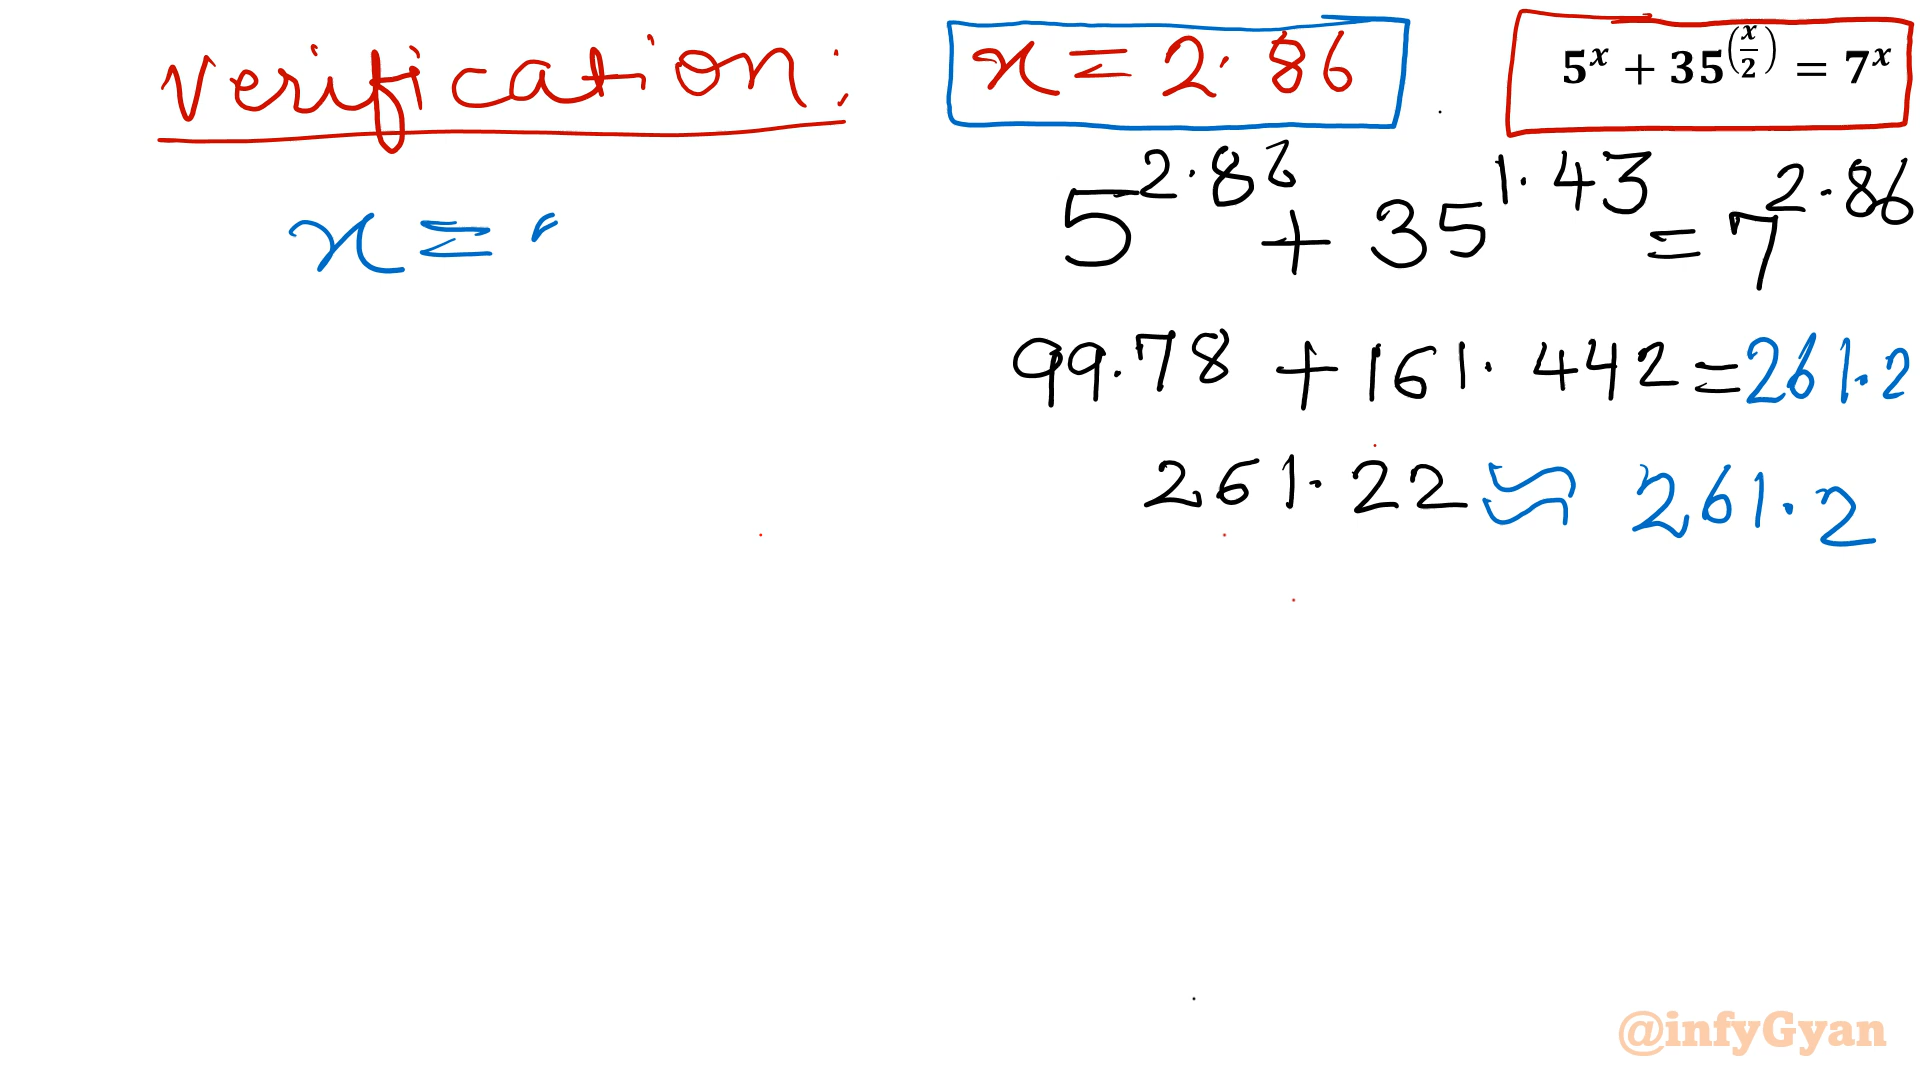 verification:
x = 2.86
5^x + 35^(x/2) = 7^x
x =
5^2.86 + 35^1.43 = 7^2.86
99.78 + 161.442 = 261.2
261.22 ≈ 261.2
@infyGyan